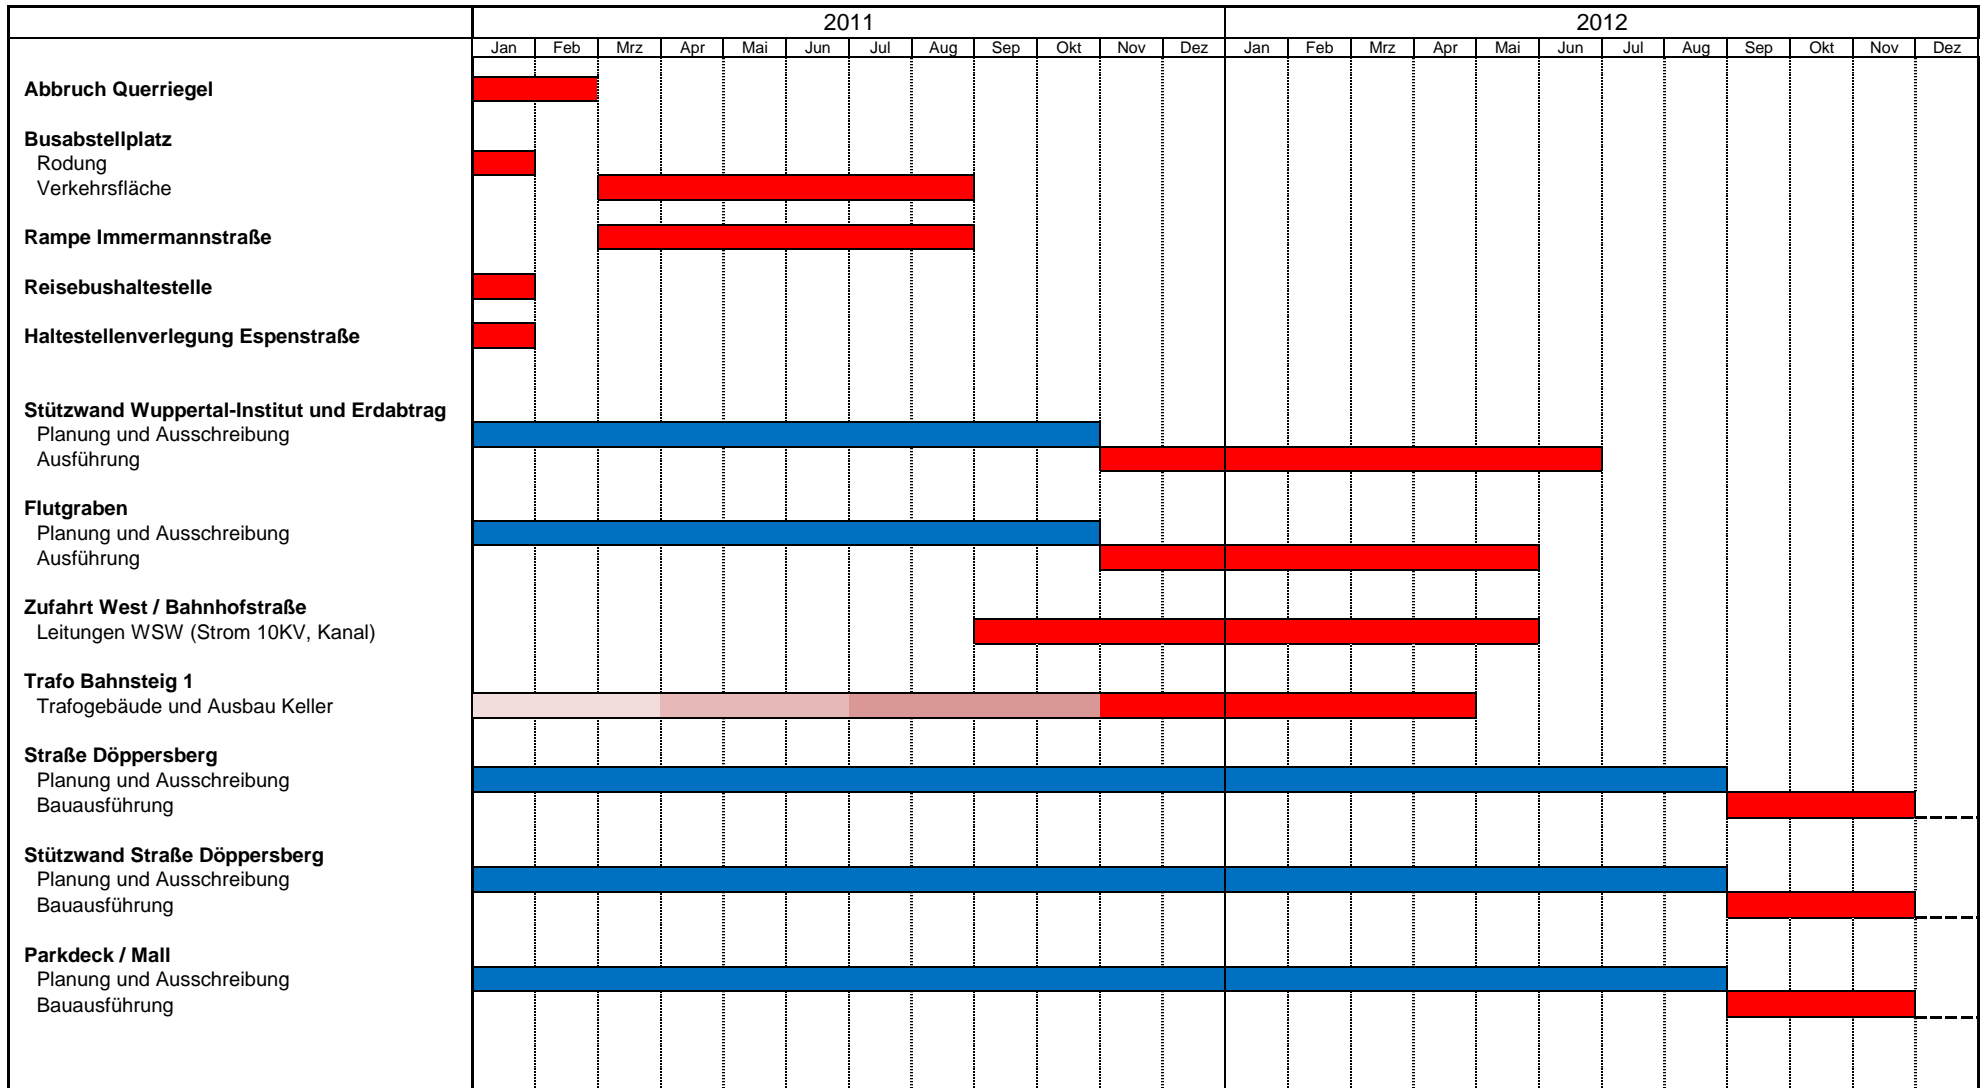 2011 2012
Jan Feb Mrz Apr Mai Jun Jul Aug Sep Okt Nov Dez Jan Feb Mrz Apr Mai Jun Jul Aug Sep Okt Nov Dez
Abbruch Querriegel
Busabstellplatz
Rodung
Verkehrsfläche
Rampe Immermannstraße
Reisebushaltestelle
Haltestellenverlegung Espenstraße
Stützwand Wuppertal-Institut und Erdabtrag
Planung und Ausschreibung
Ausführung
Flutgraben
Planung und Ausschreibung
Ausführung
Zufahrt West / Bahnhofstraße
Leitungen WSW (Strom 10KV, Kanal)
Trafo Bahnsteig 1
Trafogebäude und Ausbau Keller
Straße Döppersberg
Planung und Ausschreibung
Bauausführung
Stützwand Straße Döppersberg
Planung und Ausschreibung
Bauausführung
Parkdeck / Mall
Planung und Ausschreibung
Bauausführung